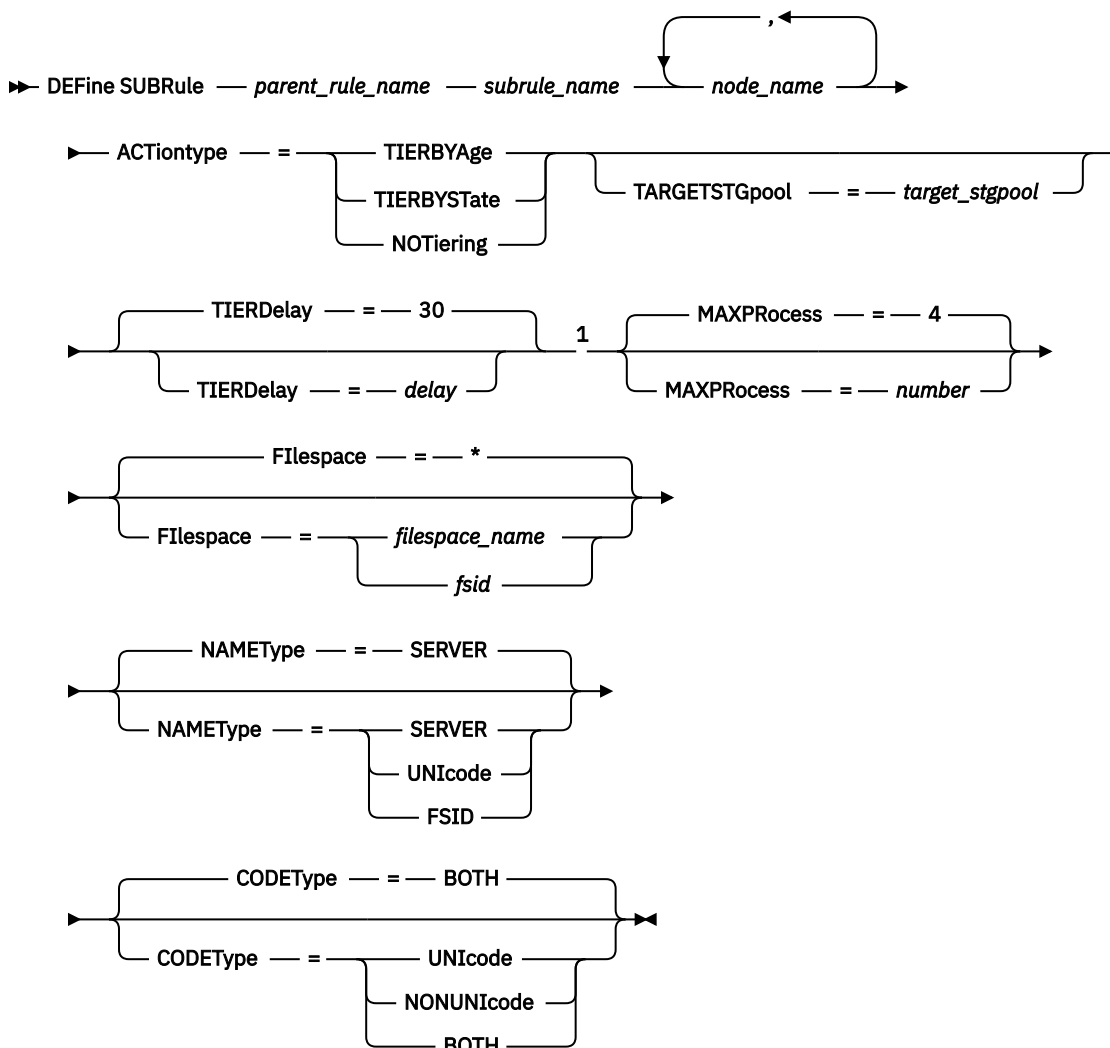 ,
DEFine SUBRule parent_rule_name subrule_name node_name
ACTiontype = TIERBYAge
TIERBYSTate
NOTiering
TARGETSTGpool = target_stgpool
TIERDelay = 30
TIERDelay = delay
1
MAXPRocess = 4
MAXPRocess = number
FIlespace = *
FIlespace = filespace_name
fsid
NAMEType = SERVER
NAMEType = SERVER
UNIcode
FSID
CODEType = BOTH
CODEType = UNIcode
NONUNIcode
BOTH